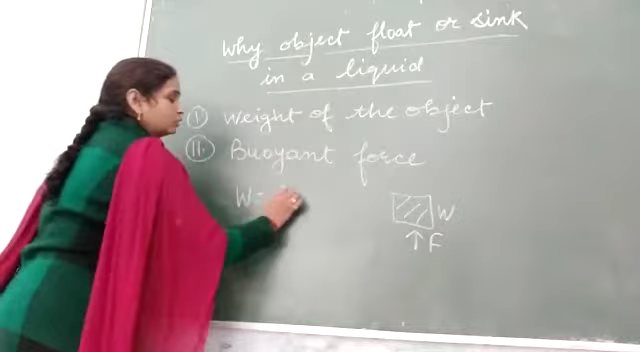 Why object float or sink
in a liquid
(I) Weight of the object
(II) Buoyant force
W=
W
↑ F